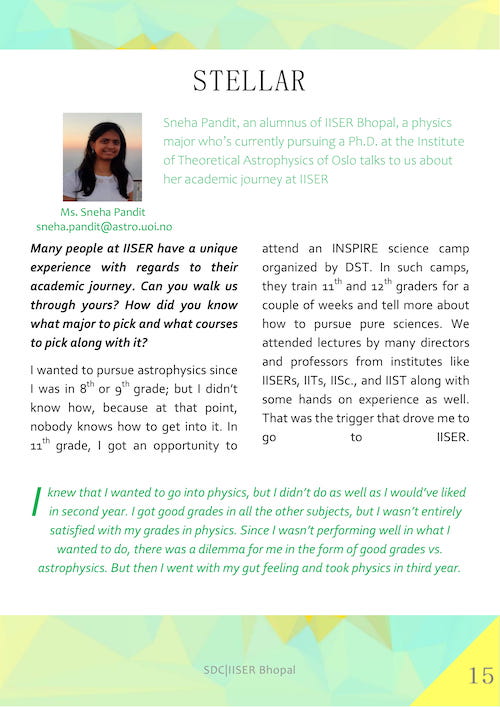 STELLAR
Sneha Pandit, an alumnus of IISER Bhopal, a physics
major who's currently pursuing a Ph.D. at the Institute
of Theoretical Astrophysics of Oslo talks to us about
her academic journey at IISER
Ms. Sneha Pandit
sneha.pandit@astro.uoi.no
Many people at IISER have a unique
experience with regards to their
academic journey. Can you walk us
through yours? How did you know
what major to pick and what courses
to pick along with it?
I wanted to pursue astrophysics since
I was in 8th or 9th grade; but I didn't
know how, because at that point,
nobody knows how to get into it. In
11th grade, I got an opportunity to
attend an INSPIRE science camp
organized by DST. In such camps,
they train 11th and 12th graders for a
couple of weeks and tell more about
how to pursue pure sciences. We
attended lectures by many directors
and professors from institutes like
IISERs, IITs, IISc., and IIST along with
some hands on experience as well.
That was the trigger that drove me to
go to IISER.
I knew that I wanted to go into physics, but I didn't do as well as I would've liked
in second year. I got good grades in all the other subjects, but I wasn't entirely
satisfied with my grades in physics. Since I wasn't performing well in what I
wanted to do, there was a dilemma for me in the form of good grades vs.
astrophysics. But then I went with my gut feeling and took physics in third year.
SDC|IISER Bhopal
15